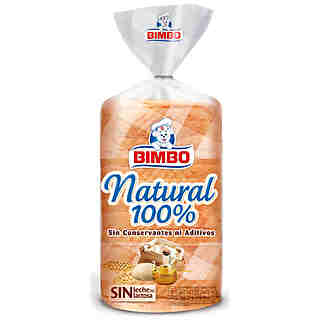 BIMBO
BIMBO
Natural
100%
Sin Conservantes ni Aditivos
SIN leche ni
lactosa